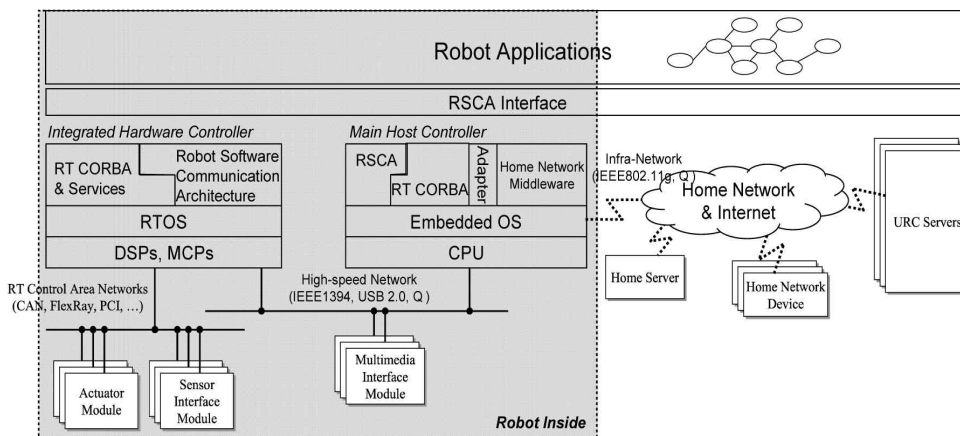 Robot Applications
RSCA Interface
Integrated Hardware Controller
RT CORBA
& Services
Robot Software
Communication
Architecture
RTOS
DSPs, MCPs
Main Host Controller
RSCA
RT CORBA
Adapter
Home Network
Middleware
Embedded OS
CPU
Infra-Network
(IEEE802.11g, Q )
Home Network
& Internet
URC Servers
Home Server
Home Network
Device
RT Control Area Networks
(CAN, FlexRay, PCI, …)
High-speed Network
(IEEE1394, USB 2.0, Q )
Actuator
Module
Sensor
Interface
Module
Multimedia
Interface
Module
Robot Inside